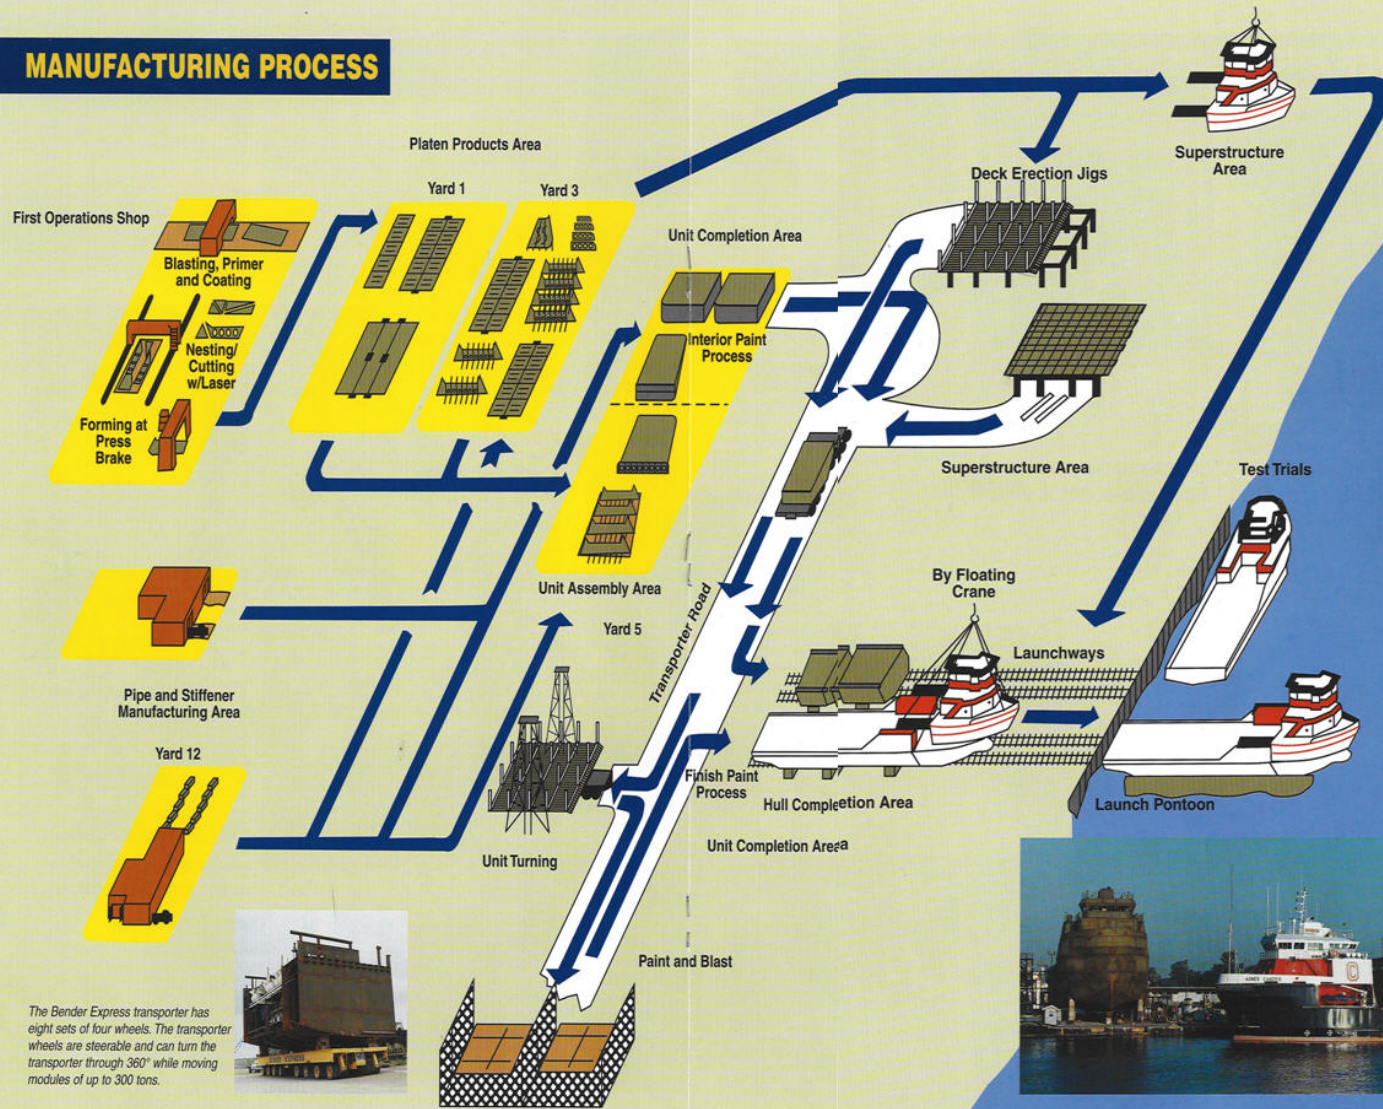 MANUFACTURING PROCESS
Platen Products Area
Yard 1
Yard 3
First Operations Shop
Blasting, Primer
and Coating
Nesting/
Cutting
w/Laser
Forming at
Press
Brake
Unit Completion Area
Interior Paint
Process
Superstructure
Area
Deck Erection Jigs
Superstructure Area
Test Trials
Unit Assembly Area
Yard 5
Transporter Road
By Floating
Crane
Launchways
Pipe and Stiffener
Manufacturing Area
Yard 12
Unit Turning
Finish Paint
Process
Hull Completion Area
Launch Pontoon
Unit Completion Area
Paint and Blast
The Bender Express transporter has
eight sets of four wheels. The transporter
wheels are steerable and can turn the
transporter through 360° while moving
modules of up to 300 tons.